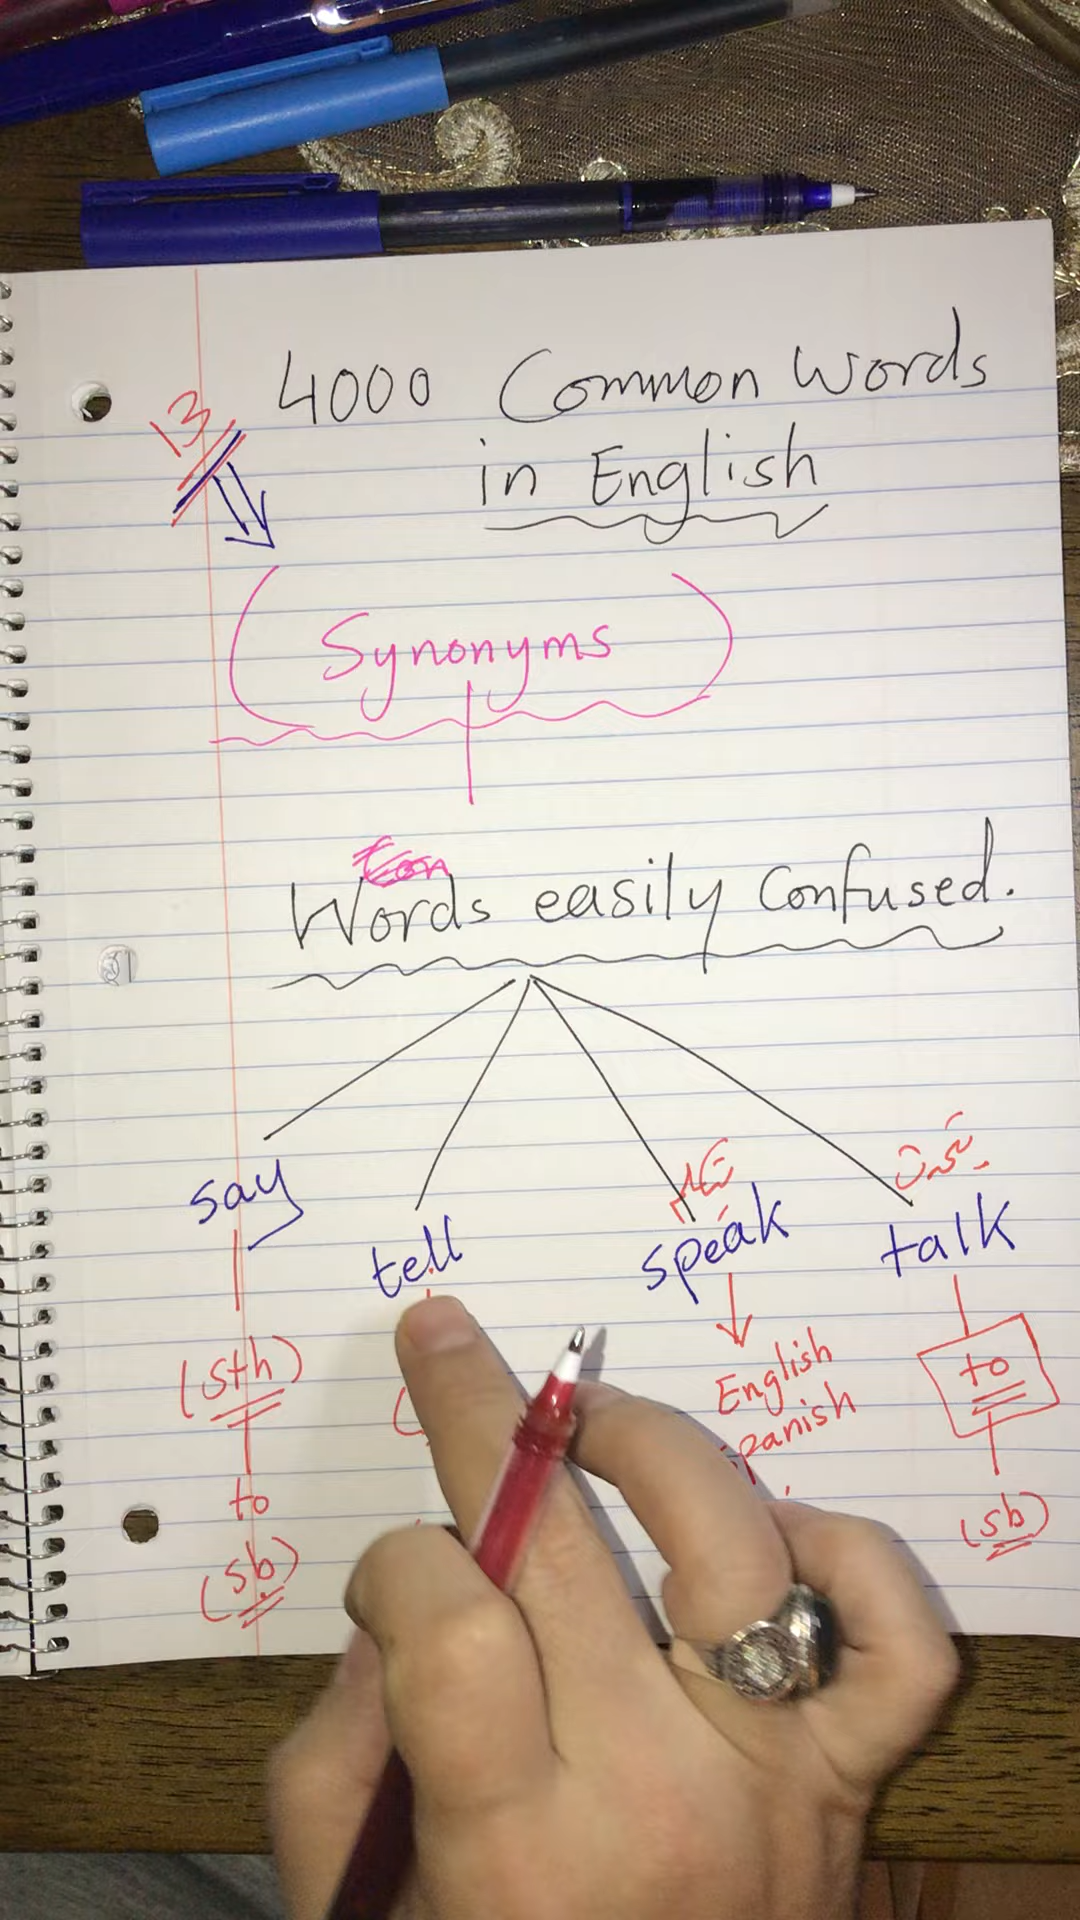 4000 Common Words
in English
13
Synonyms
Words easily confused.
say
tell
speak
talk
(sth)
to
(sb)
English
to
(sb)